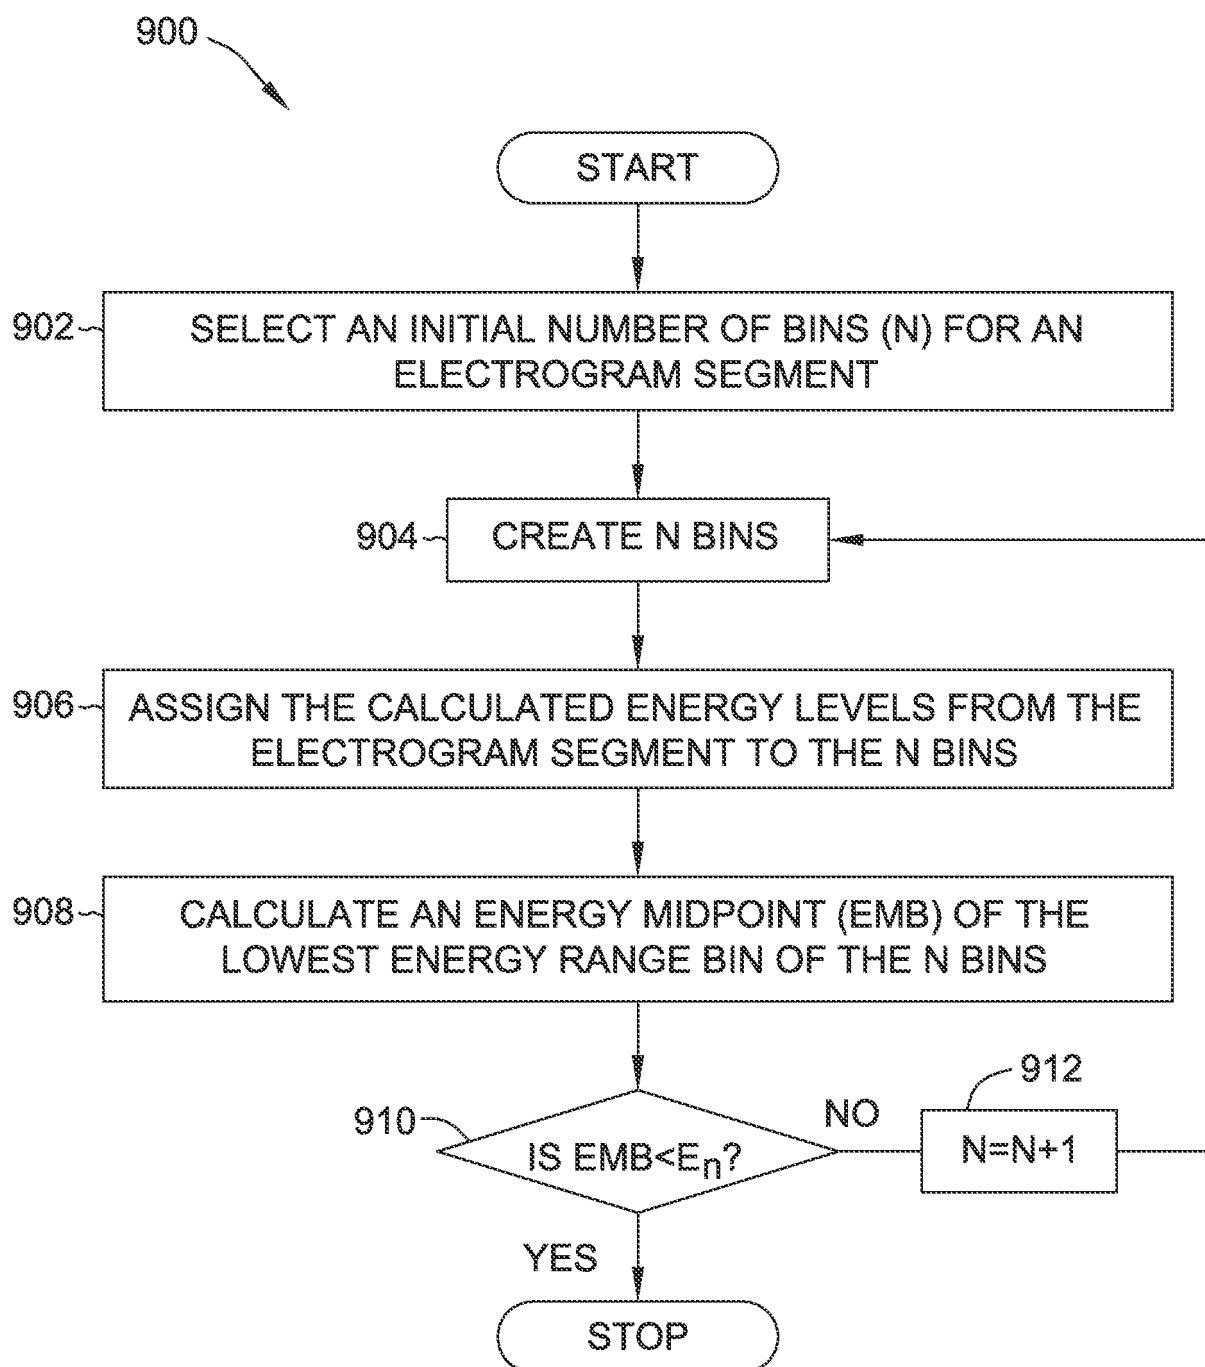 900
START
902
SELECT AN INITIAL NUMBER OF BINS (N) FOR AN
ELECTROGRAM SEGMENT
904
CREATE N BINS
906
ASSIGN THE CALCULATED ENERGY LEVELS FROM THE
ELECTROGRAM SEGMENT TO THE N BINS
908
CALCULATE AN ENERGY MIDPOINT (EMB) OF THE
LOWEST ENERGY RANGE BIN OF THE N BINS
910
IS EMB<En?
NO
912
N=N+1
YES
STOP